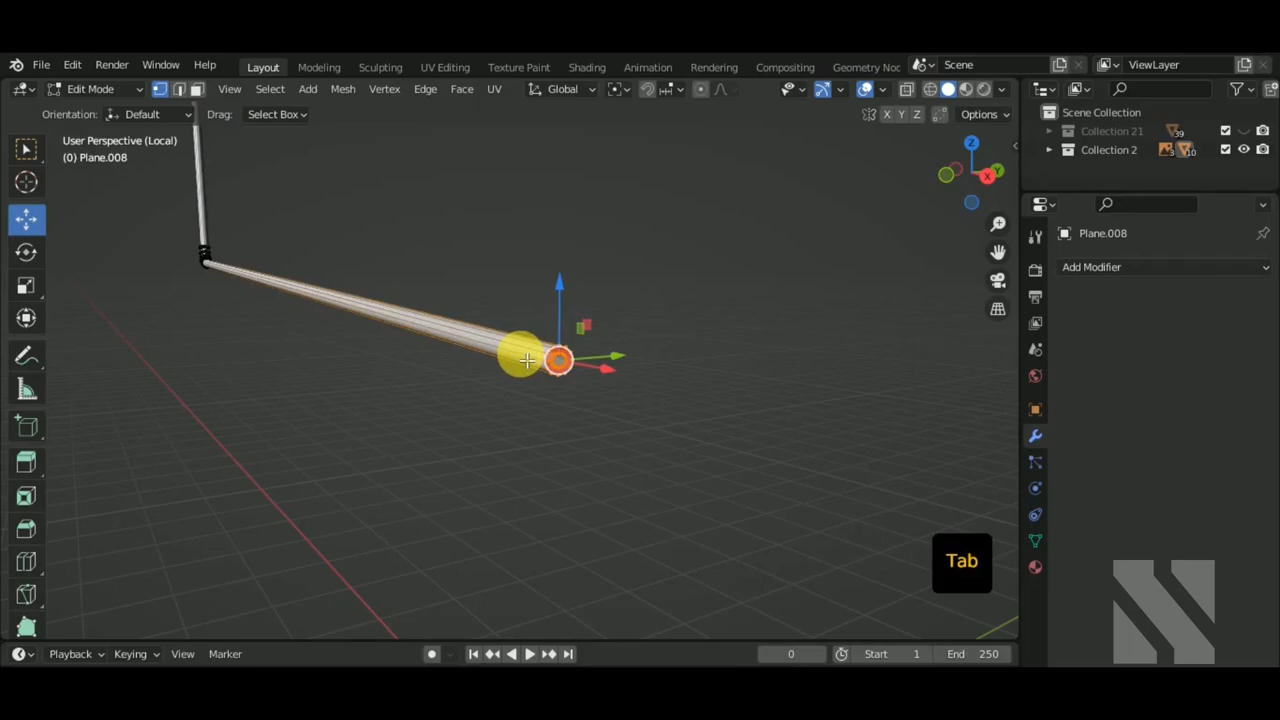 File Edit Render Window Help Layout Modeling Sculpting UV Editing Texture Paint Shading Animation Rendering Compositing Geometry Noc Scene ViewLayer
Edit Mode View Select Add Mesh Vertex Edge Face UV Global
Orientation: Default Drag: Select Box X Y Z Options
Scene Collection
Collection 21 39
Collection 2 3 10
User Perspective (Local)
(0) Plane.008
Z
Y
X
Plane.008
Add Modifier
Tab
Playback Keying View Marker 0 Start 1 End 250